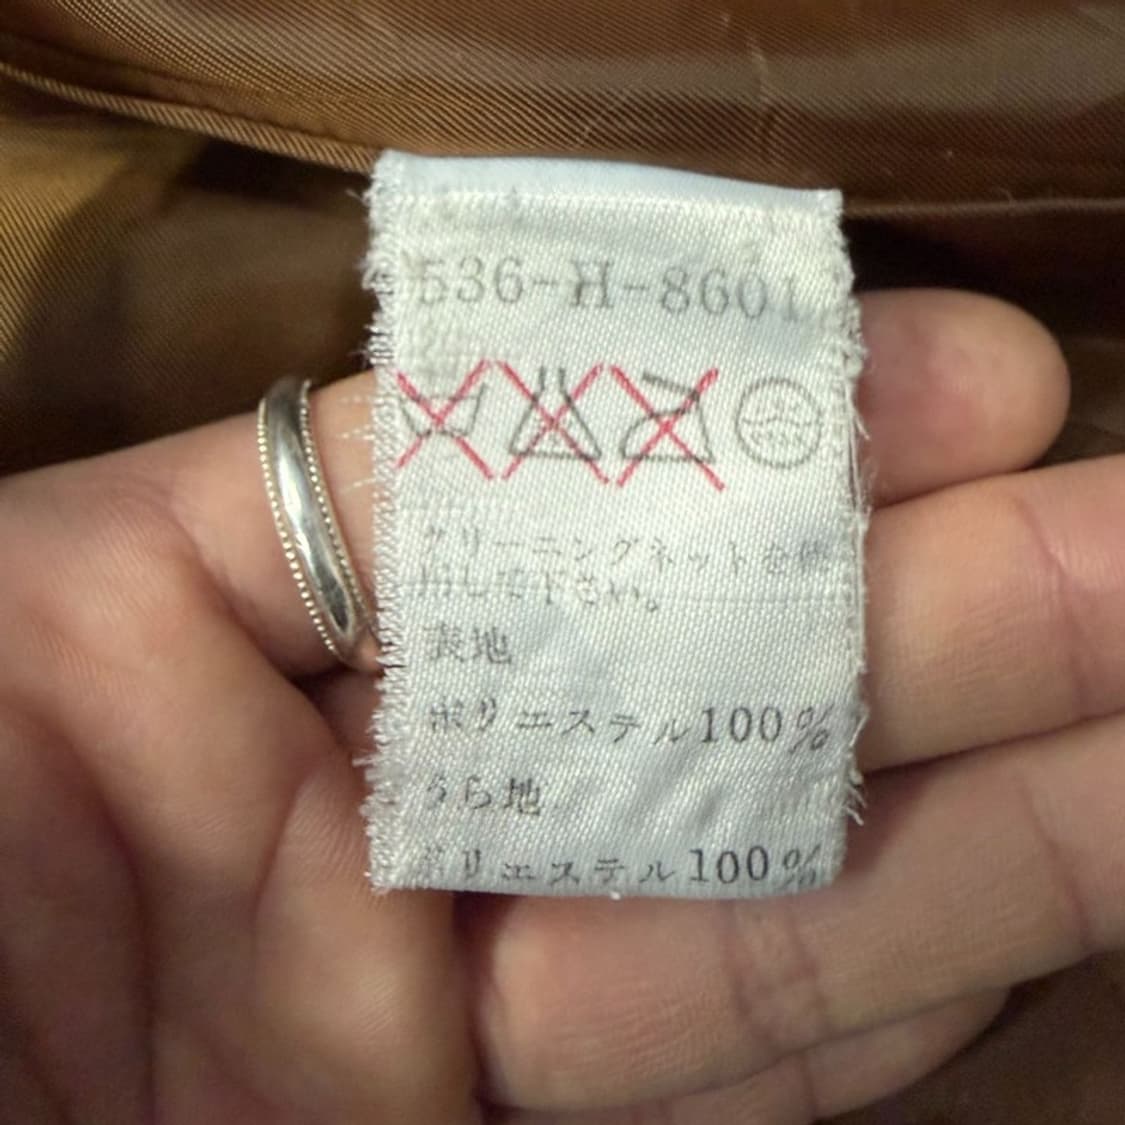 536-H-8601
クリーニングネットを使
用して下さい。
表地
ポリエステル100%
うら地
ポリエステル100%